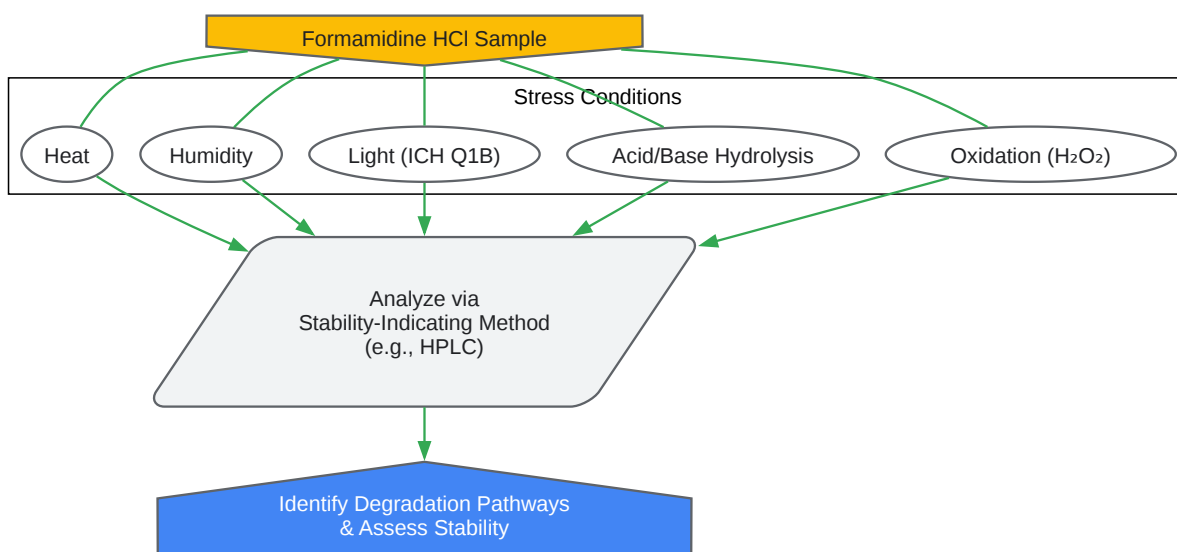 Formamidine HCl Sample
Stress Conditions
Heat
Humidity
Light (ICH Q1B)
Acid/Base Hydrolysis
Oxidation (H₂O₂)
Analyze via
Stability-Indicating Method
(e.g., HPLC)
Identify Degradation Pathways
& Assess Stability